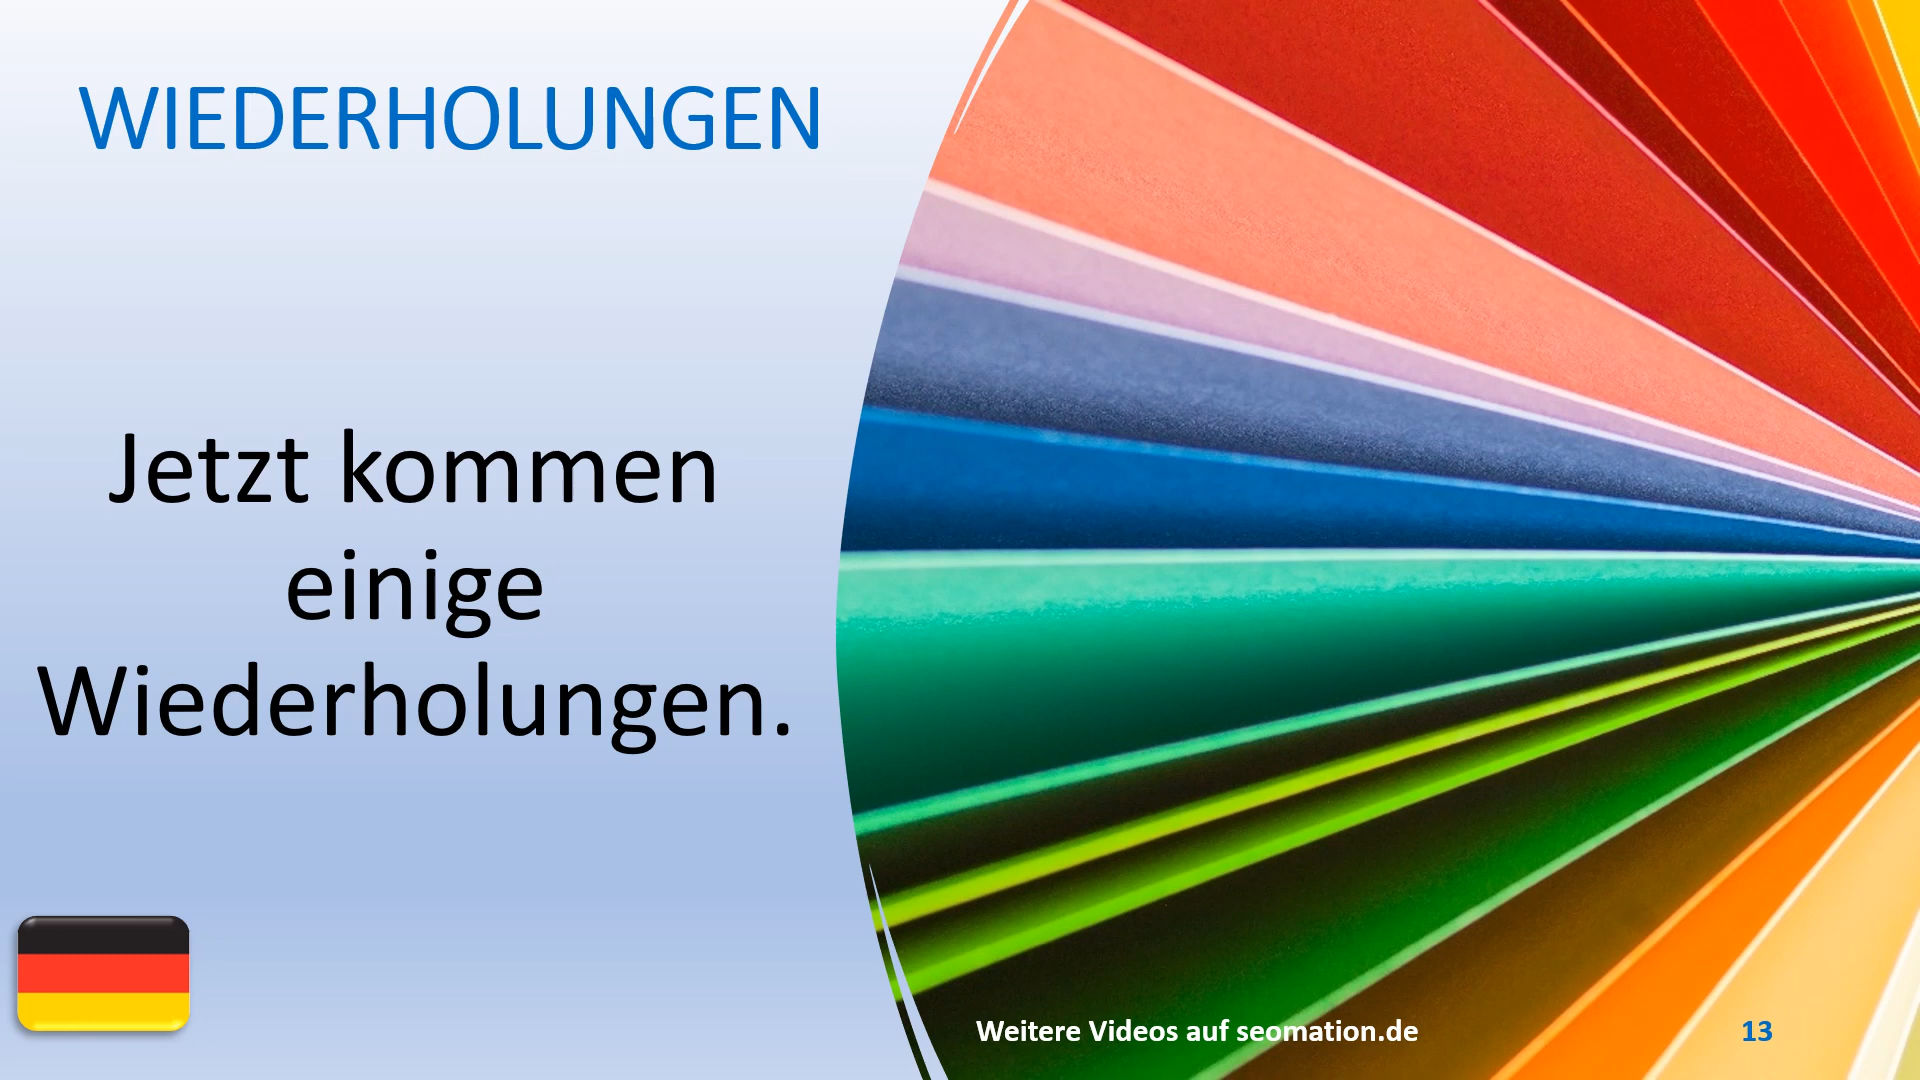 WIEDERHOLUNGEN
Jetzt kommen
einige
Wiederholungen.
Weitere Videos auf seomation.de
13